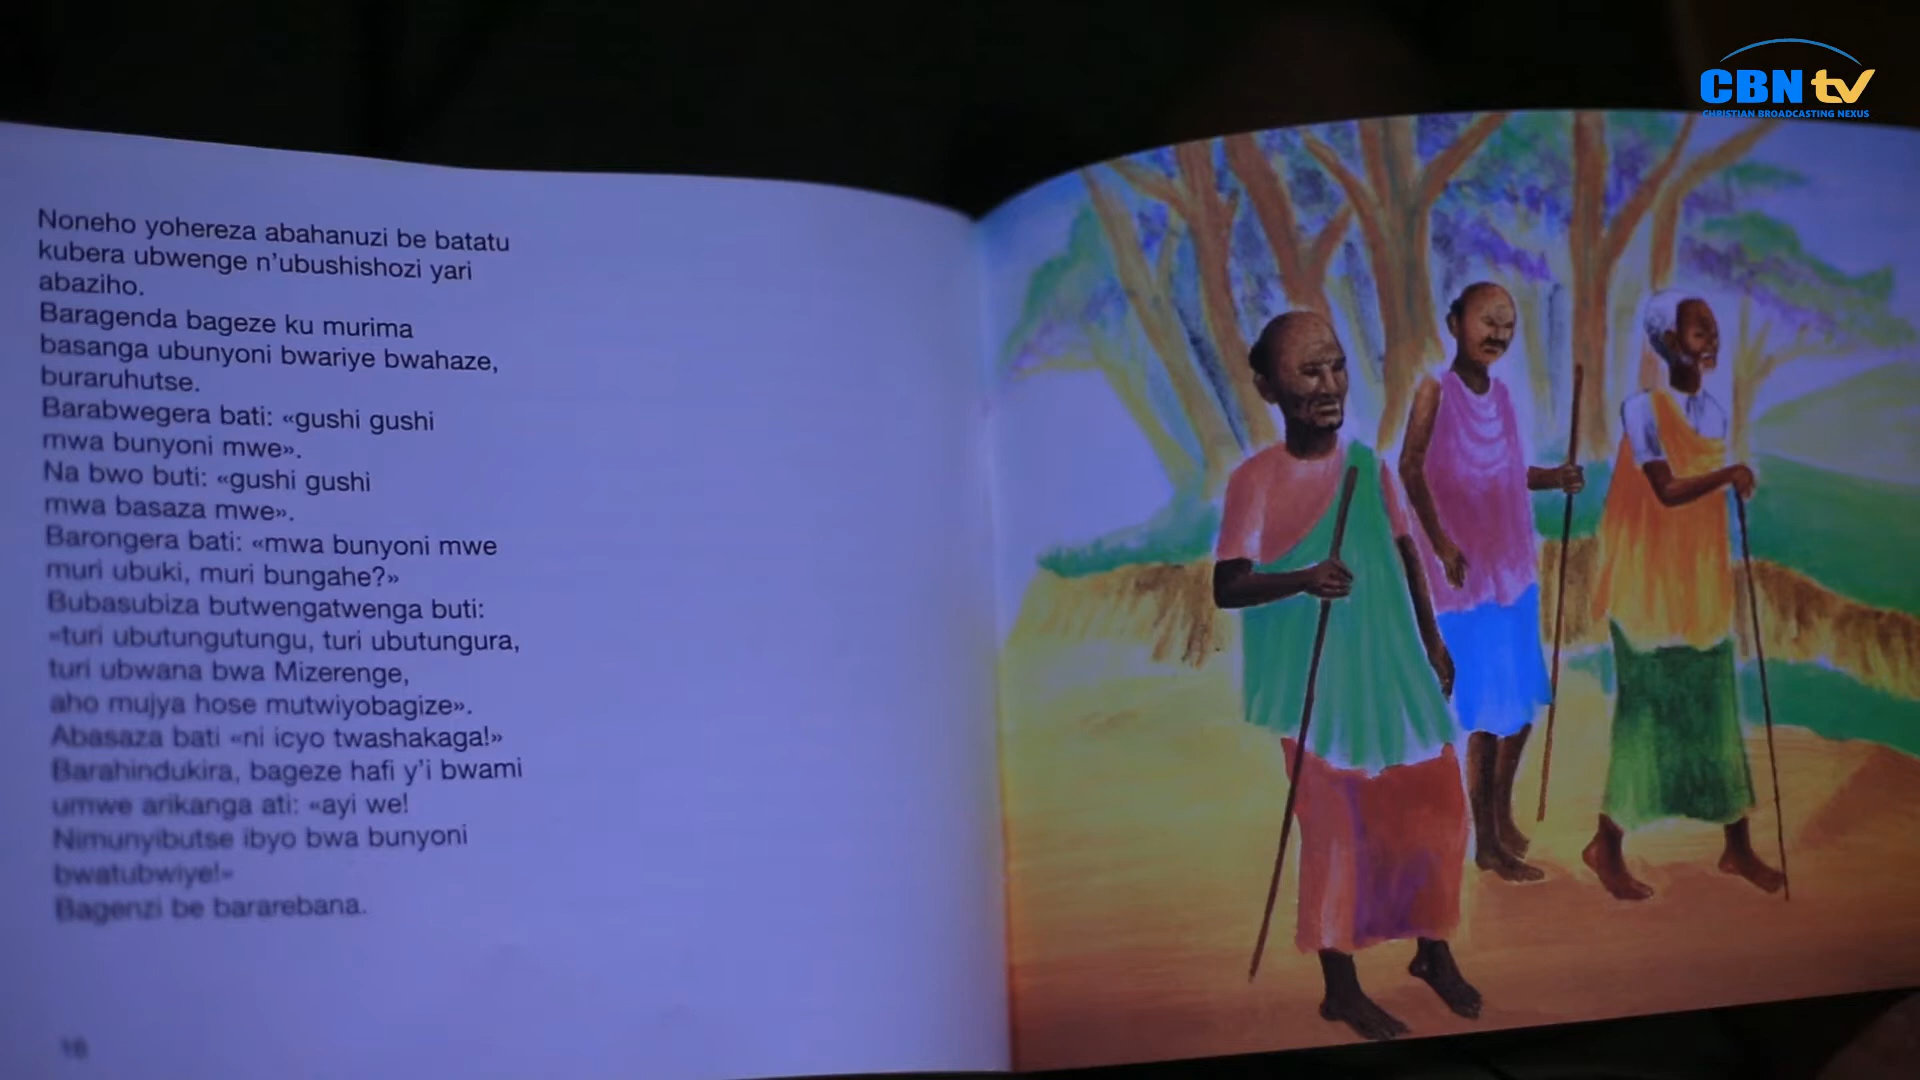 CBN tv
CHRISTIAN BROADCASTING NEXUS
Noneho yohereza abahanuzi be batatu
kubera ubwenge n'ubushishozi yari
abaziho.
Baragenda bageze ku murima
basanga ubunyoni bwariye bwahaze,
buraruhutse.
Barabwegera bati: «gushi gushi
mwa bunyoni mwe».
Na bwo buti: «gushi gushi
mwa basaza mwe».
Barongera bati: «mwa bunyoni mwe
muri ubuki, muri bungahe?»
Bubasubiza butwengatwenga buti:
«turi ubutungutungu, turi ubutungura,
turi ubwana bwa Mizerenge,
aho mujya hose mutwiyobagize».
Abasaza bati «ni icyo twashakaga!»
Barahindukira, bageze hafi y'i bwami
umwe arikanga ati: «ayi we!
Nimunyibutse ibyo bwa bunyoni
bwatubwiye!»
Bagenzi be bararebana.
16